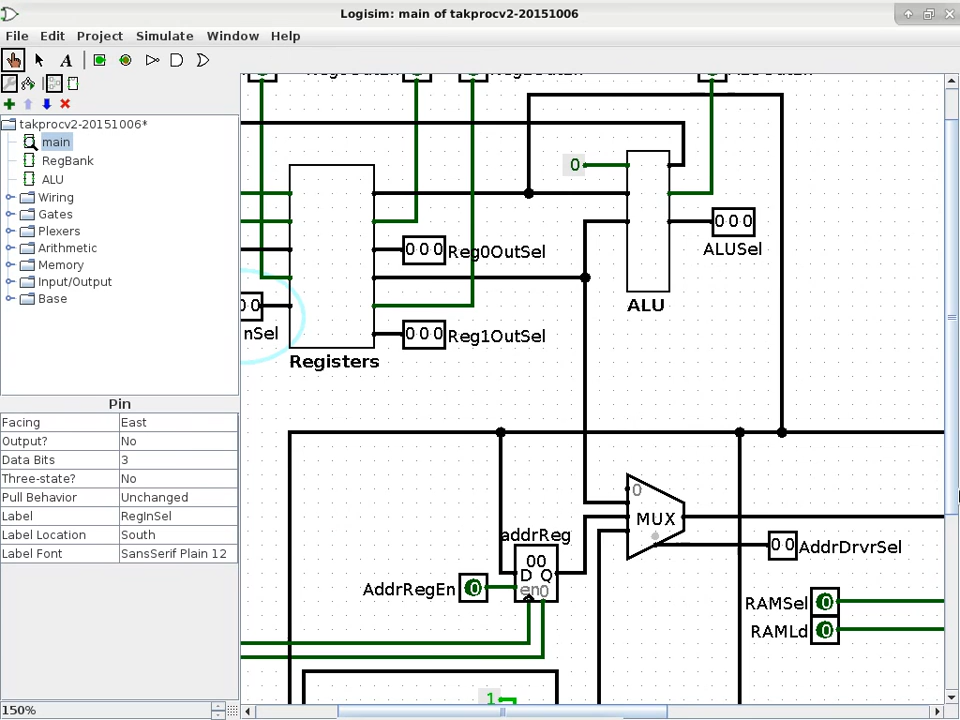 Logisim: main of takprocv2-20151006
File Edit Project Simulate Window Help
A
takprocv2-20151006*
main
RegBank
ALU
Wiring
Gates
Plexers
Arithmetic
Memory
Input/Output
Base
Pin
Facing East
Output? No
Data Bits 3
Three-state? No
Pull Behavior Unchanged
Label RegInSel
Label Location South
Label Font SansSerif Plain 12
150%
0
0 0 0
ALUSel
0 0 0 Reg0OutSel
ALU
0
nSel
0 0 0 Reg1OutSel
Registers
0
MUX
addrReg
0 0 AddrDrvrSel
00
D Q
en 0
AddrRegEn 0
RAMSel 0
RAMLd 0
1